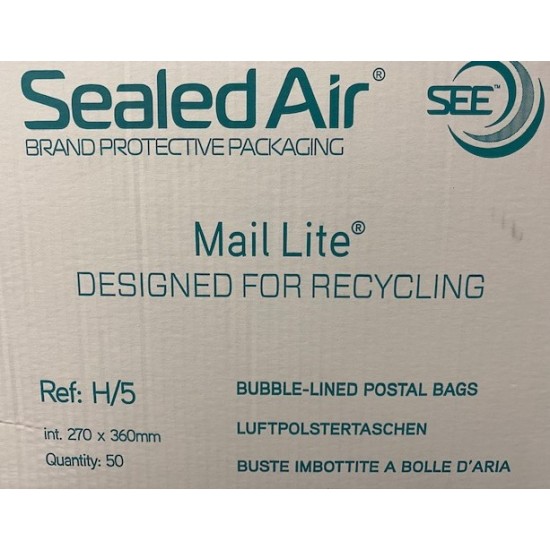 Sealed Air®
BRAND PROTECTIVE PACKAGING
SEE™
Mail Lite®
DESIGNED FOR RECYCLING
Ref: H/5
int. 270 x 360mm
Quantity: 50
BUBBLE-LINED POSTAL BAGS
LUFTPOLSTERTASCHEN
BUSTE IMBOTTITE A BOLLE D'ARIA